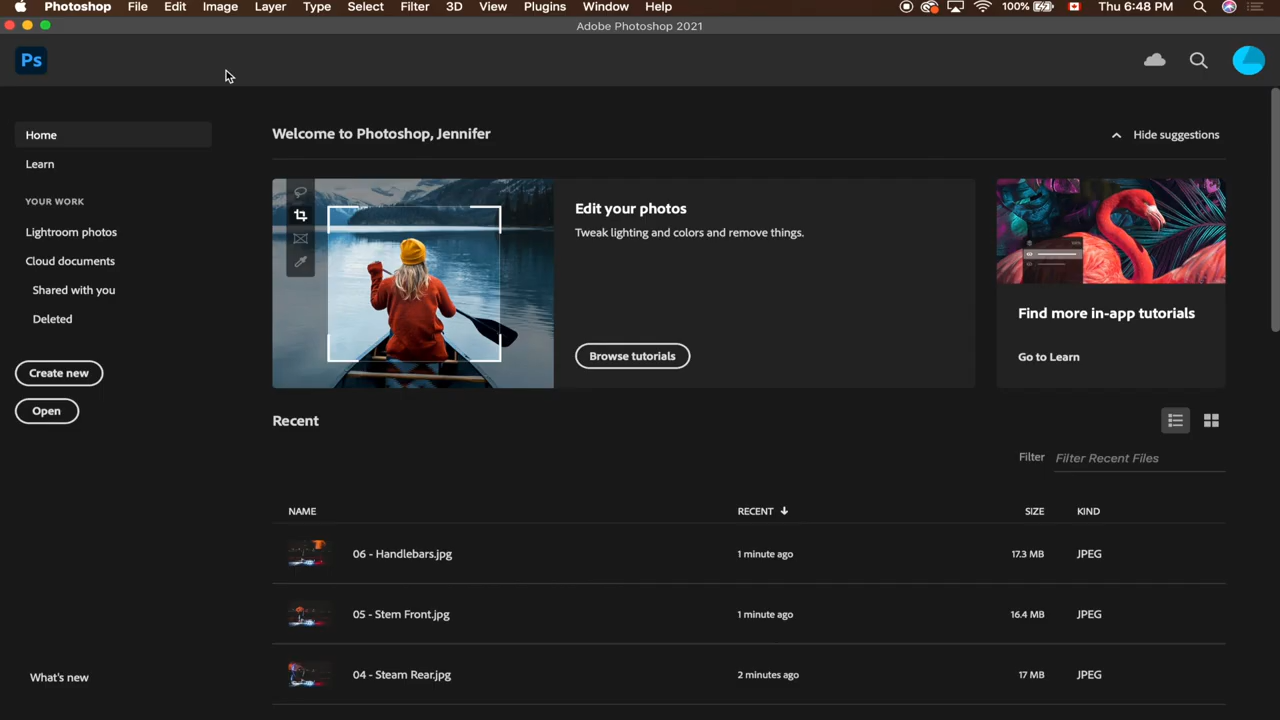 Photoshop File Edit Image Layer Type Select Filter 3D View Plugins Window Help 100% Thu 6:48 PM
Adobe Photoshop 2021
Ps
Home
Learn
YOUR WORK
Lightroom photos
Cloud documents
Shared with you
Deleted
Create new
Open
What's new
Welcome to Photoshop, Jennifer
Hide suggestions
Edit your photos
Tweak lighting and colors and remove things.
Browse tutorials
Find more in-app tutorials
Go to Learn
Recent
Filter Filter Recent Files
NAME RECENT SIZE KIND
06 - Handlebars.jpg 1 minute ago 17.3 MB JPEG
05 - Stem Front.jpg 1 minute ago 16.4 MB JPEG
04 - Steam Rear.jpg 2 minutes ago 17 MB JPEG